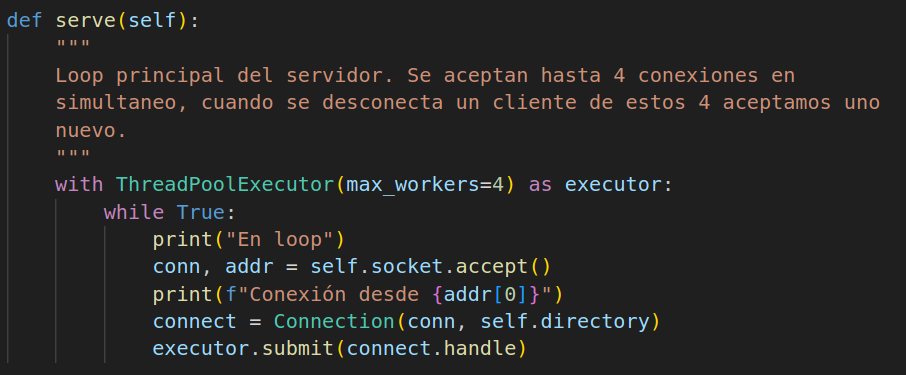 def serve(self):
    """
    Loop principal del servidor. Se aceptan hasta 4 conexiones en
    simultaneo, cuando se desconecta un cliente de estos 4 aceptamos uno
    nuevo.
    """
    with ThreadPoolExecutor(max_workers=4) as executor:
        while True:
            print("En loop")
            conn, addr = self.socket.accept()
            print(f"Conexión desde {addr[0]}")
            connect = Connection(conn, self.directory)
            executor.submit(connect.handle)